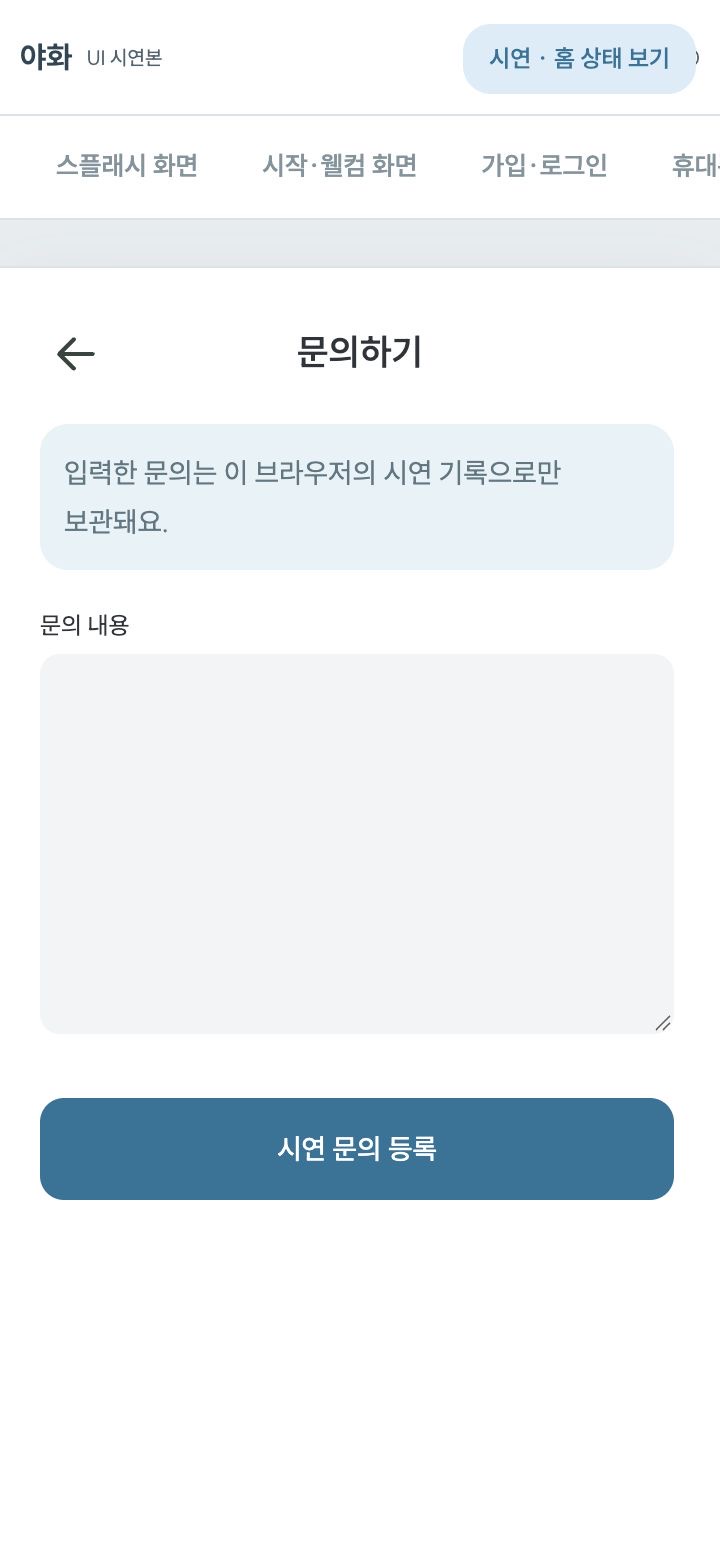 야화 UI 시연본
시연 · 홈 상태 보기
스플래시 화면 시작·웰컴 화면 가입·로그인 휴대
문의하기
입력한 문의는 이 브라우저의 시연 기록으로만
보관돼요.
문의 내용
시연 문의 등록